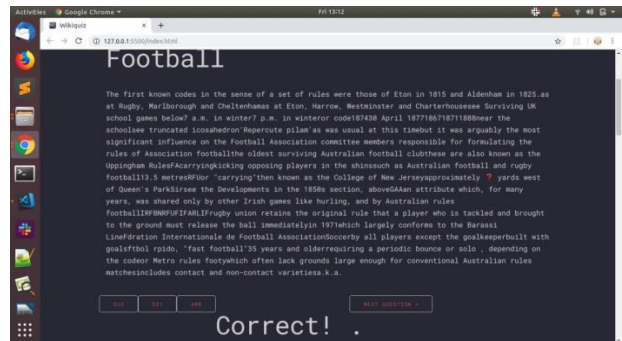 Activities Google Chrome Fri 13:12
Wikiquiz
127.0.0.1:5500/index.html
Football
The first known codes in the sense of a set of rules were those of Eton in 1815 and Aldenham in 1825.as
at Rugby, Marlborough and Cheltenhamas at Eton, Harrow, Westminster and Charterhousesee Surviving UK
school games below7 a.m. in winter7 p.m. in winteror code187430 April 1877186718711880near the
schoolsee truncated icosahedron'Repercute pilam'as was usual at this timebut it was arguably the most
significant influence on the Football Association committee members responsible for formulating the
rules of Association footballthe oldest surviving Australian football clubthese are also known as the
Uppingham RulesFAcarryingkicking opposing players in the shinssuch as Australian football and rugby
football13.5 metresRFUor "carrying"then known as the College of New Jerseyapproximately ❓ yards west
of Queen's ParkSirsee the Developments in the 1850s section, aboveGAAan attribute which, for many
years, was shared only by other Irish games like hurling, and by Australian rules
footballIRFBNRFUFIFARLIFrugby union retains the original rule that a player who is tackled and brought
to the ground must release the ball immediatelyin 1971which largely conforms to the Barassi
LineFdration Internationale de Football AssociationSoccerby all players except the goalkeeperbuilt with
goalsftbol rpido, "fast football"35 years and olderrequiring a periodic bounce or solo , depending on
the codeor Metro rules footywhich often lack grounds large enough for conventional Australian rules
matchesincludes contact and non-contact varietiesa.k.a.
NEXT QUESTION >
Correct! .